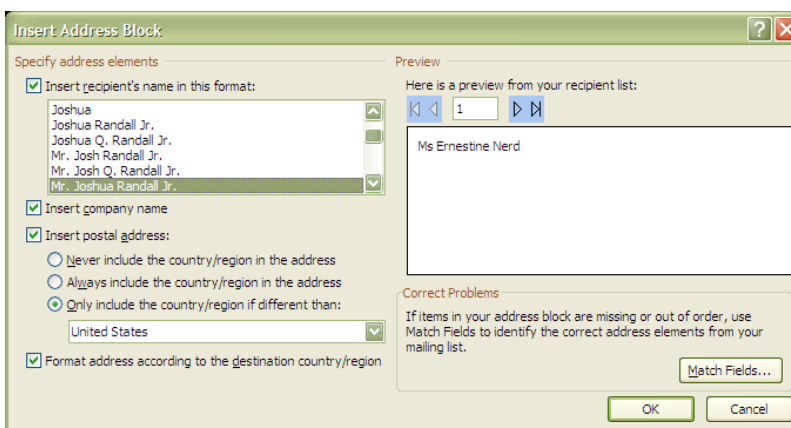 Insert Address Block
Specify address elements
Insert recipient's name in this format:
Joshua
Joshua Randall Jr.
Joshua Q. Randall Jr.
Mr. Josh Randall Jr.
Mr. Josh Q. Randall Jr.
Mr. Joshua Randall Jr.
Insert company name
Insert postal address:
Never include the country/region in the address
Always include the country/region in the address
Only include the country/region if different than:
United States
Format address according to the destination country/region
Preview
Here is a preview from your recipient list:
1
Ms Ernestine Nerd
Correct Problems
If items in your address block are missing or out of order, use
Match Fields to identify the correct address elements from your
mailing list.
Match Fields...
OK
Cancel